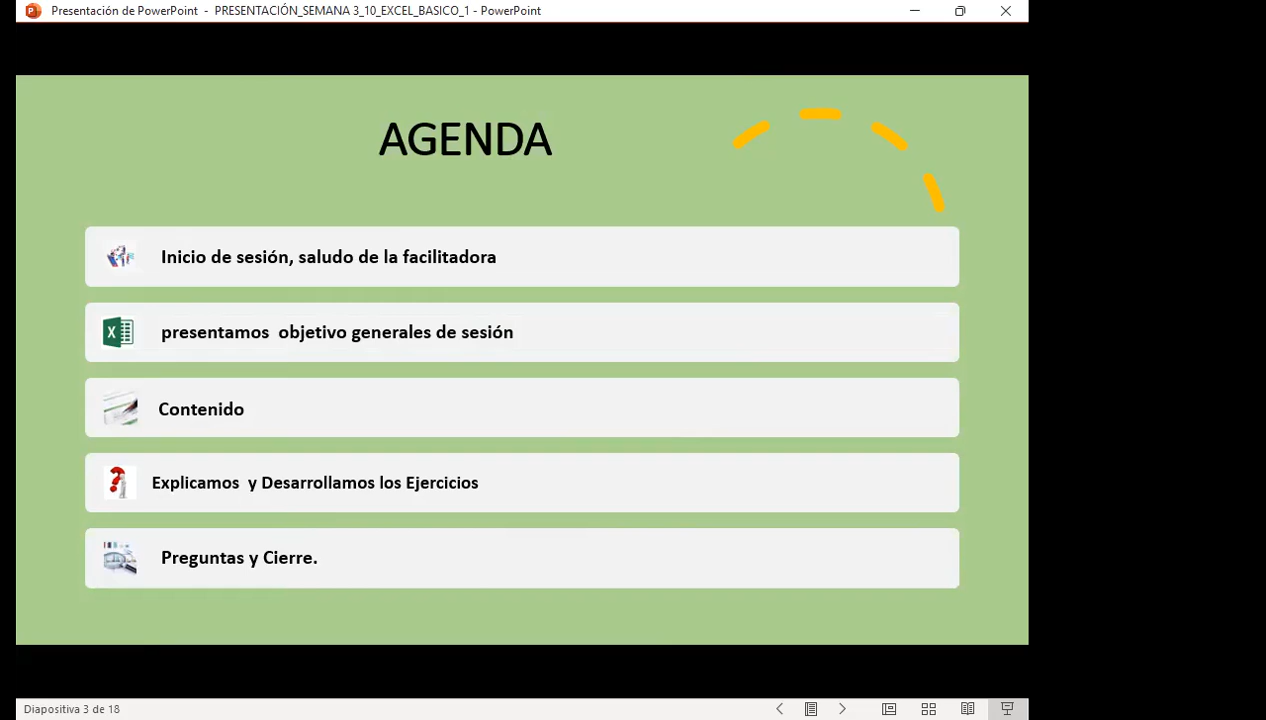 Presentación de PowerPoint - PRESENTACIÓN_SEMANA 3_10_EXCEL_BASICO_1 - PowerPoint
AGENDA
Inicio de sesión, saludo de la facilitadora
presentamos  objetivo generales de sesión
Contenido
Explicamos  y Desarrollamos los Ejercicios
Preguntas y Cierre.
Diapositiva 3 de 18